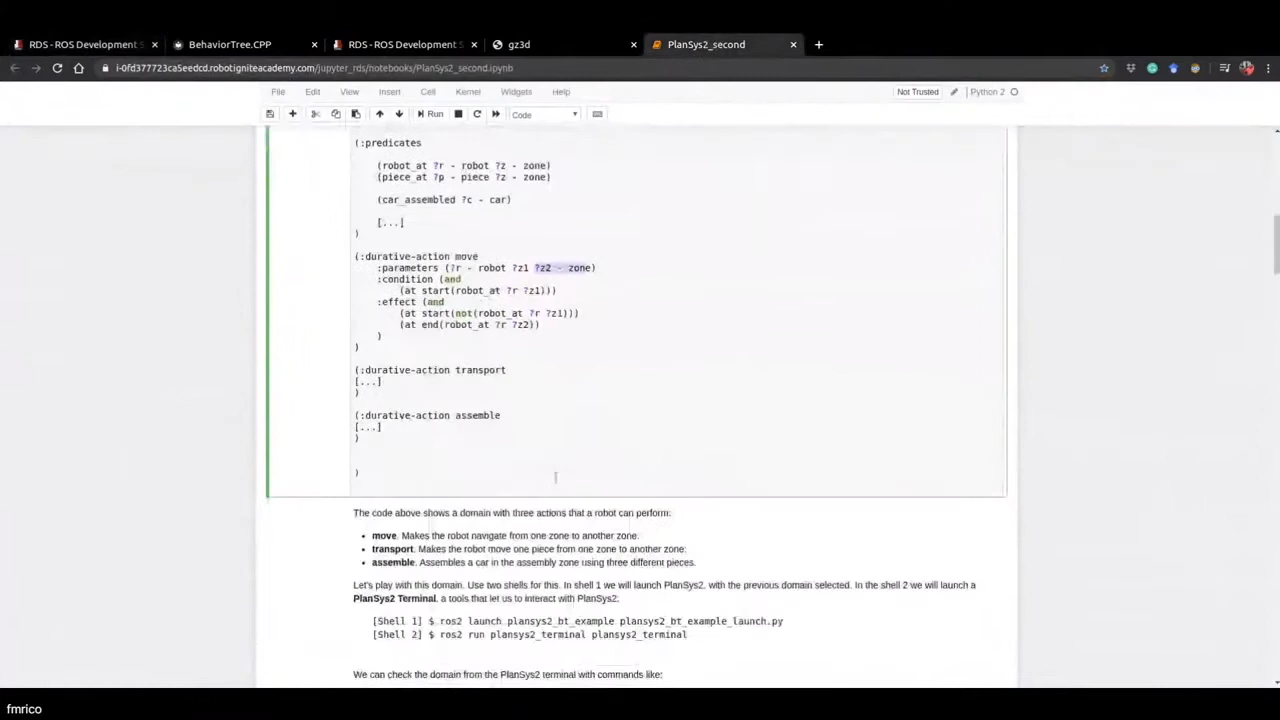 RDS - ROS Development S
BehaviorTree.CPP
RDS - ROS Development S
gz3d
PlanSys2_second
i-0fd377723ca5eedcd.robotigniteacademy.com/jupyter_rds/notebooks/PlanSys2_second.ipynb
File Edit View Insert Cell Kernel Widgets Help
Not Trusted
Python 2
Run
Code
(:predicates
(robot_at ?r - robot ?z - zone)
(piece_at ?p - piece ?z - zone)
(car_assembled ?c - car)
[...]
)
(:durative-action move
:parameters (?r - robot ?z1 ?z2 - zone)
:condition (and
(at start(robot_at ?r ?z1)))
:effect (and
(at start(not(robot_at ?r ?z1)))
(at end(robot_at ?r ?z2))
)
)
(:durative-action transport
[...]
)
(:durative-action assemble
[...]
)
)
The code above shows a domain with three actions that a robot can perform:
• move. Makes the robot navigate from one zone to another zone.
• transport. Makes the robot move one piece from one zone to another zone.
• assemble. Assembles a car in the assembly zone using three different pieces.
Let's play with this domain. Use two shells for this. In shell 1 we will launch PlanSys2, with the previous domain selected. In the shell 2 we will launch a
PlanSys2 Terminal, a tools that let us to interact with PlanSys2.
[Shell 1] $ ros2 launch plansys2_bt_example plansys2_bt_example_launch.py
[Shell 2] $ ros2 run plansys2_terminal plansys2_terminal
We can check the domain from the PlanSys2 terminal with commands like:
fmrico